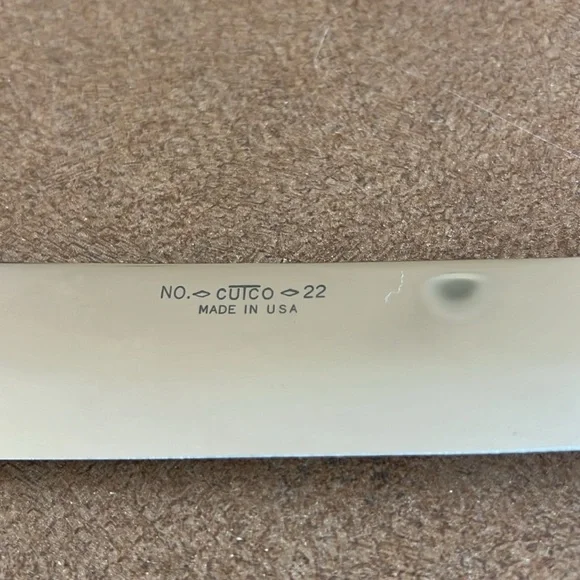 NO. <> CUTCO <> 22
MADE IN USA